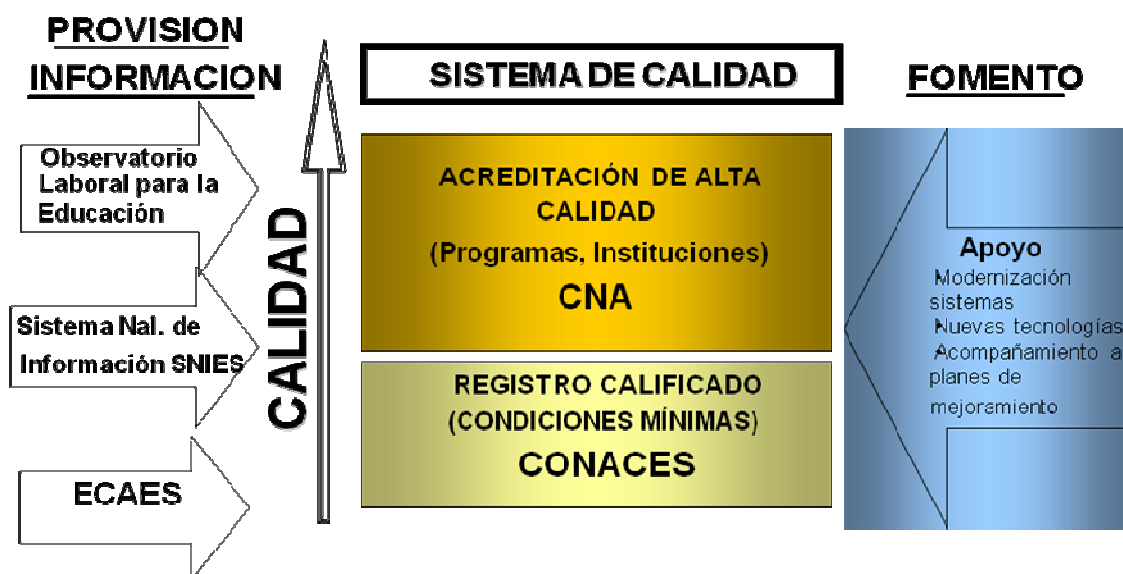 PROVISION
INFORMACION
Observatorio
Laboral para la
Educación
Sistema Nal. de
Información SNIES
ECAES
CALIDAD
SISTEMA DE CALIDAD
ACREDITACIÓN DE ALTA
CALIDAD
(Programas, Instituciones)
CNA
REGISTRO CALIFICADO
(CONDICIONES MÍNIMAS)
CONACES
FOMENTO
Apoyo
Modernización
sistemas
Nuevas tecnologías
Acompañamiento a
planes de
mejoramiento